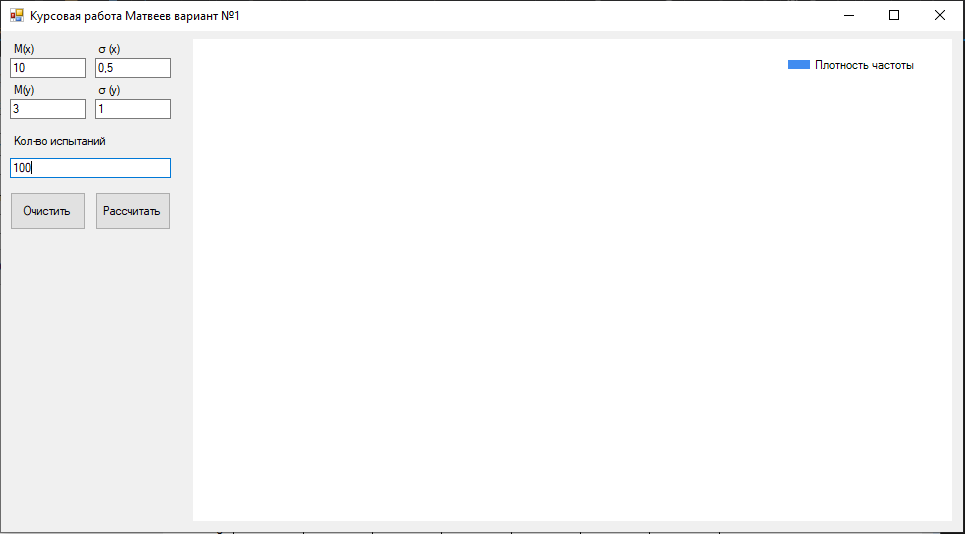 Курсовая работа Матвеев вариант №1
M(x) σ (x)
10 0,5
M(y) σ (y)
3 1
Кол-во испытаний
100
Очистить Рассчитать
Плотность частоты